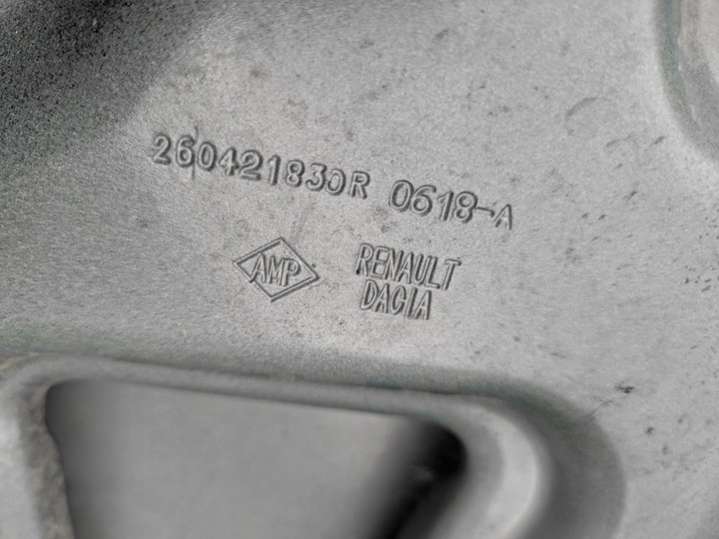 260421830R 0618-A
AMP
RENAULT
DACIA